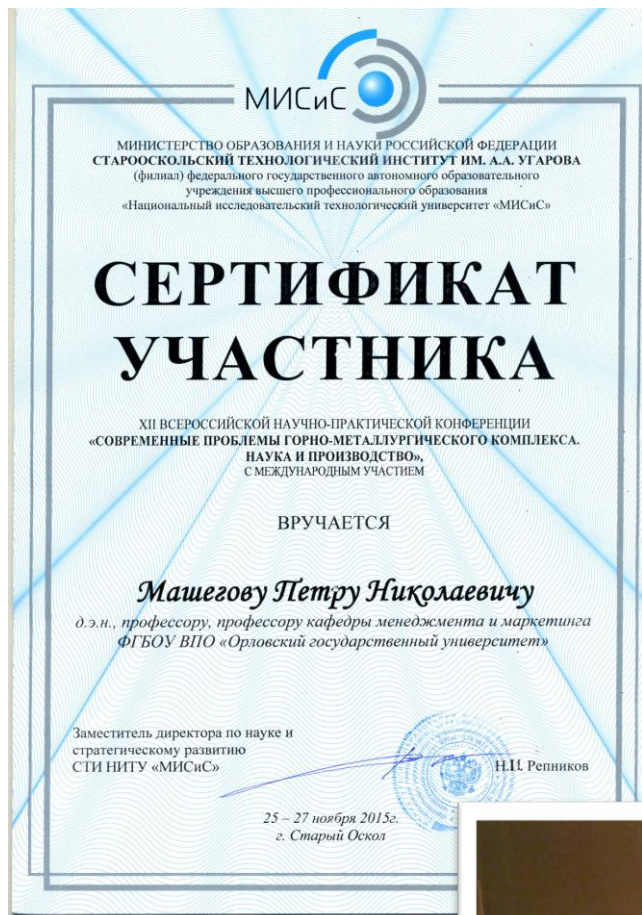 МИСиС
МИНИСТЕРСТВО ОБРАЗОВАНИЯ И НАУКИ РОССИЙСКОЙ ФЕДЕРАЦИИ
СТАРООСКОЛЬСКИЙ ТЕХНОЛОГИЧЕСКИЙ ИНСТИТУТ ИМ. А.А. УГАРОВА
(филиал) федерального государственного автономного образовательного
учреждения высшего профессионального образования
«Национальный исследовательский технологический университет «МИСиС»
СЕРТИФИКАТ
УЧАСТНИКА
XII ВСЕРОССИЙСКОЙ НАУЧНО-ПРАКТИЧЕСКОЙ КОНФЕРЕНЦИИ
«СОВРЕМЕННЫЕ ПРОБЛЕМЫ ГОРНО-МЕТАЛЛУРГИЧЕСКОГО КОМПЛЕКСА.
НАУКА И ПРОИЗВОДСТВО»,
С МЕЖДУНАРОДНЫМ УЧАСТИЕМ
ВРУЧАЕТСЯ
Машегову Петру Николаевичу
д.э.н., профессору, профессору кафедры менеджмента и маркетинга
ФГБОУ ВПО «Орловский государственный университет»
Заместитель директора по науке и
стратегическому развитию
СТИ НИТУ «МИСиС»
Репников
25 – 27 ноября 2015г.
г. Старый Оскол